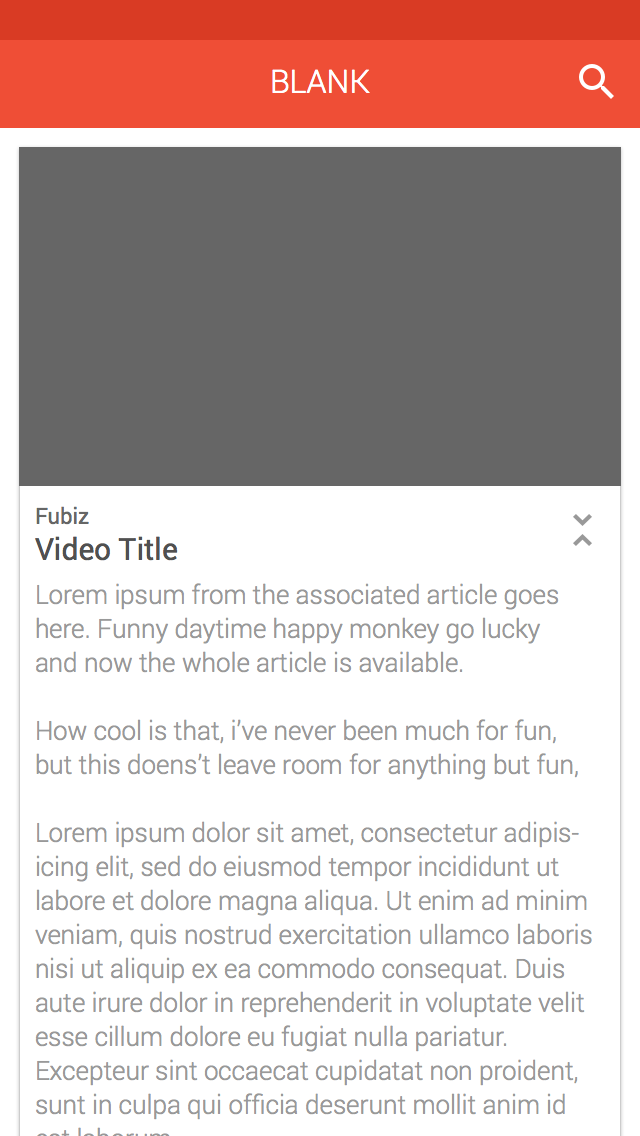 BLANK
Fubiz
Video Title
Lorem ipsum from the associated article goes
here. Funny daytime happy monkey go lucky
and now the whole article is available.
How cool is that, i’ve never been much for fun,
but this doens’t leave room for anything but fun,
Lorem ipsum dolor sit amet, consectetur adipis-
icing elit, sed do eiusmod tempor incididunt ut
labore et dolore magna aliqua. Ut enim ad minim
veniam, quis nostrud exercitation ullamco laboris
nisi ut aliquip ex ea commodo consequat. Duis
aute irure dolor in reprehenderit in voluptate velit
esse cillum dolore eu fugiat nulla pariatur.
Excepteur sint occaecat cupidatat non proident,
sunt in culpa qui officia deserunt mollit anim id
est laborum.